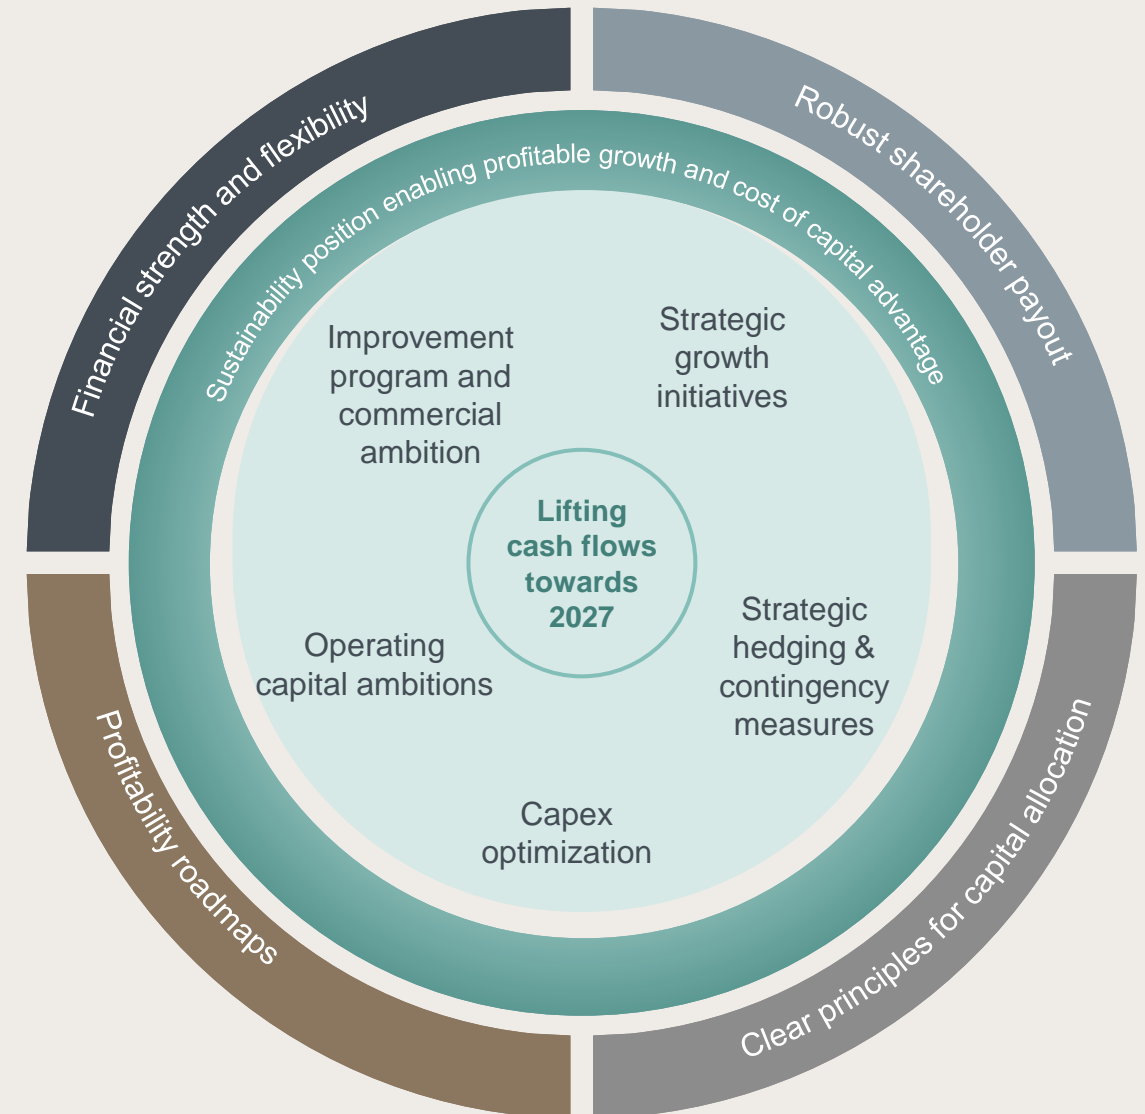 Financial strength and flexibility
Robust shareholder payout
Sustainability position enabling profitable growth and cost of capital advantage
Improvement
program and
commercial
ambition
Strategic
growth
initiatives
Lifting
cash flows
towards
2027
Operating
capital ambitions
Strategic
hedging &
contingency
measures
Capex
optimization
Profitability roadmaps
Clear principles for capital allocation